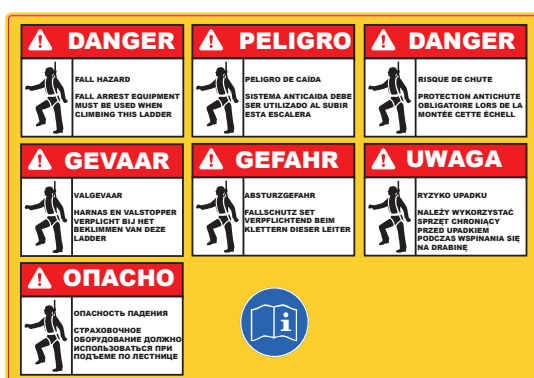 DANGER
FALL HAZARD
FALL ARREST EQUIPMENT
MUST BE USED WHEN
CLIMBING THIS LADDER
PELIGRO
PELIGRO DE CAÍDA
SISTEMA ANTICAIDA DEBE
SER UTILIZADO AL SUBIR
ESTA ESCALERA
DANGER
RISQUE DE CHUTE
PROTECTION ANTICHUTE
OBLIGATOIRE LORS DE LA
MONTÉE CETTE ÉCHELL
GEVAAR
VALGEVAAR
HARNAS EN VALSTOPPER
VERPLICHT BIJ HET
BEKLIMMEN VAN DEZE
LADDER
GEFAHR
ABSTURZGEFAHR
FALLSCHUTZ SET
VERPFLICHTEND BEIM
KLETTERN DIESER LEITER
UWAGA
RYZYKO UPADKU
NALEŻY WYKORZYSTAĆ
SPRZĘT CHRONIĄCY
PRZED UPADKIEM
PODCZAS WSPINANIA SIĘ
NA DRABINĘ
ОПАСНО
ОПАСНОСТЬ ПАДЕНИЯ
СТРАХОВОЧНОЕ
ОБОРУДОВАНИЕ ДОЛЖНО
ИСПОЛЬЗОВАТЬСЯ ПРИ
ПОДЪЕМЕ ПО ЛЕСТНИЦЕ